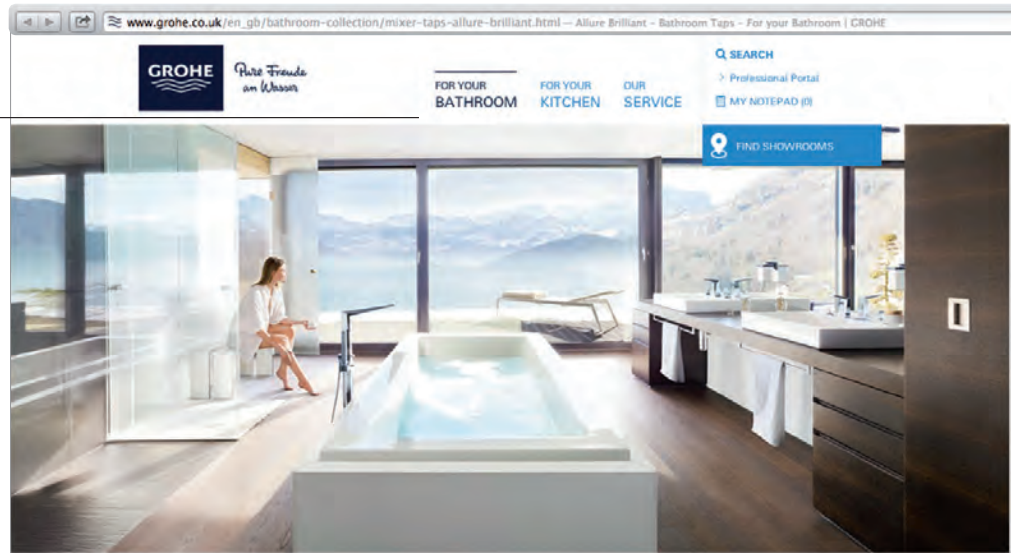 www.grohe.co.uk/en_gb/bathroom-collection/mixer-taps-allure-brilliant.html — Allure Brilliant – Bathroom Taps – For your Bathroom | GROHE
GROHE
Pure Freude
an Wasser
FOR YOUR
BATHROOM
FOR YOUR
KITCHEN
OUR
SERVICE
SEARCH
> Professional Portal
MY NOTEPAD (0)
FIND SHOWROOMS